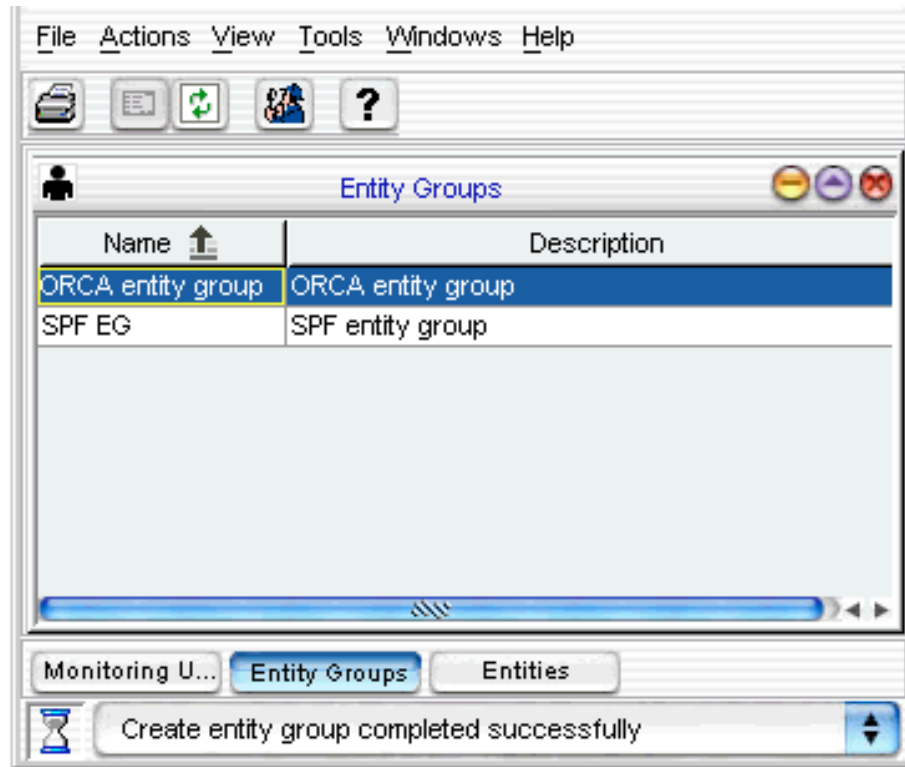 File Actions View Tools Windows Help
?
Entity Groups
Name Description
ORCA entity group ORCA entity group
SPF EG SPF entity group
Monitoring U... Entity Groups Entities
Create entity group completed successfully